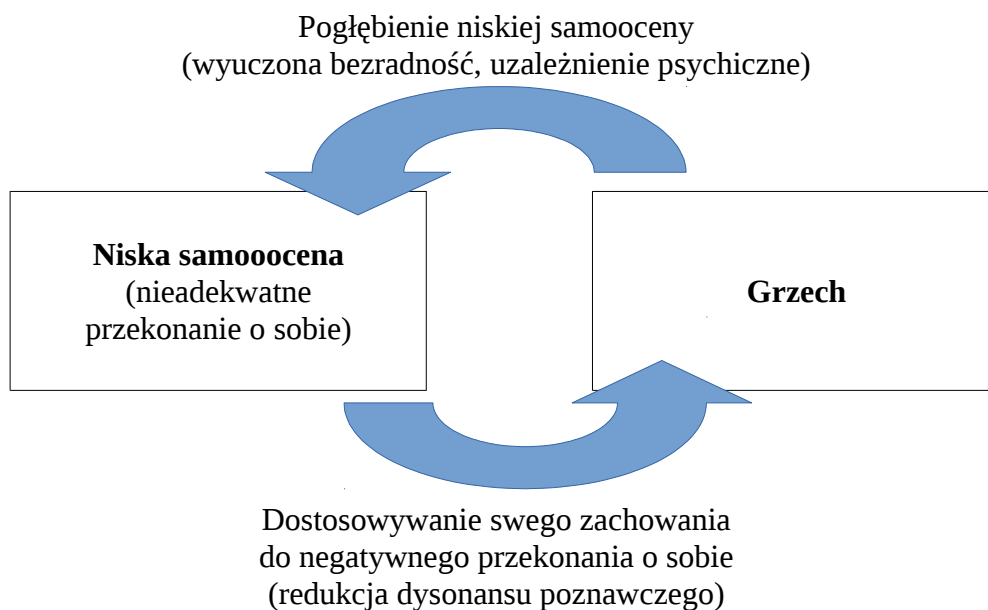 Pogłębienie niskiej samooceny
(wyuczona bezradność, uzależnienie psychiczne)
Niska samooocena
(nieadekwatne
przekonanie o sobie)
Grzech
Dostosowywanie swego zachowania
do negatywnego przekonania o sobie
(redukcja dysonansu poznawczego)